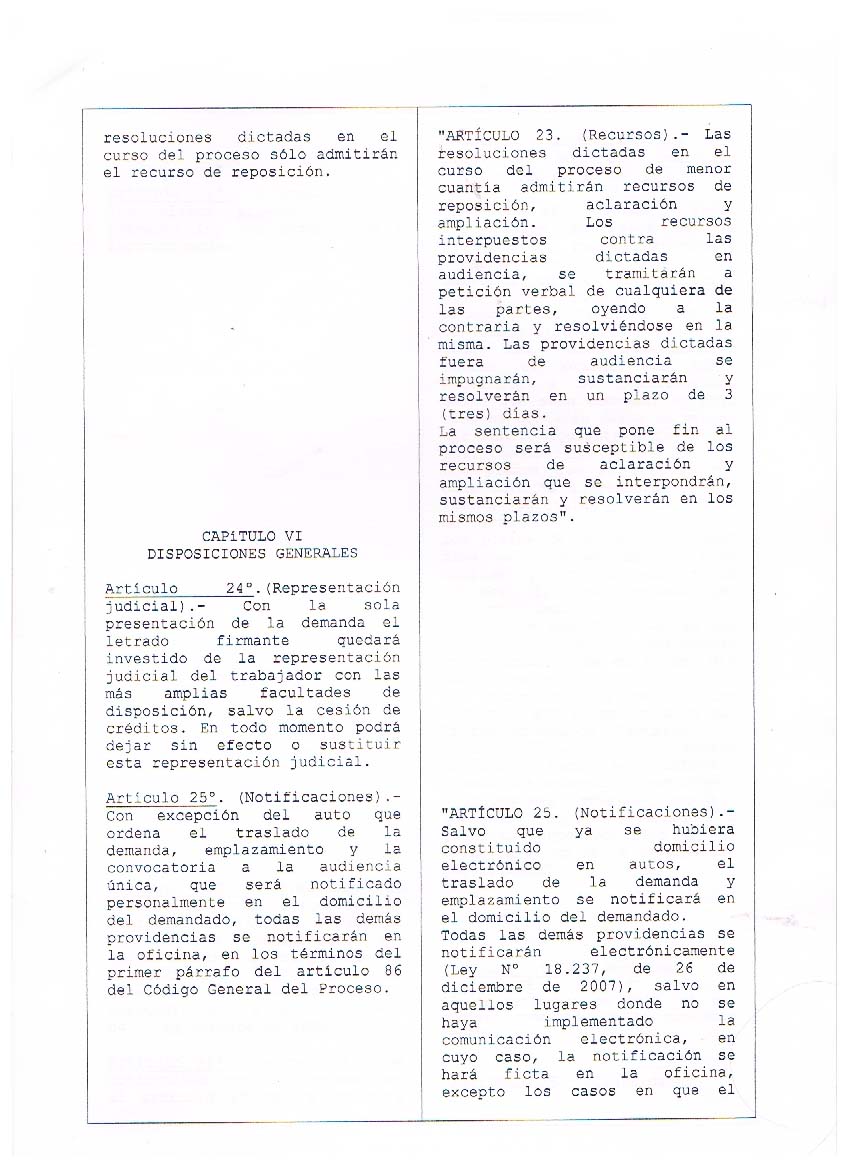 resoluciones dictadas en el
curso del proceso sólo admitirán
el recurso de reposición.
CAPíTULO VI
DISPOSICIONES GENERALES
Artículo 24°.(Representación
judicial).- Con la sola
presentación de la demanda el
letrado firmante quedará
investido de la representación
judicial del trabajador con las
más amplias facultades de
disposición, salvo la cesión de
créditos. En todo momento podrá
dejar sin efecto o sustituir
esta representación judicial.
Artículo 25°. (Notificaciones).-
Con excepción del auto que
ordena el traslado de la
demanda, emplazamiento y la
convocatoria a la audiencia
única, que será notificado
personalmente en el domicilio
del demandado, todas las demás
providencias se notificarán en
la oficina, en los términos del
primer párrafo del artículo 86
del Código General del Proceso.
"ARTÍCULO 23. (Recursos).- Las
resoluciones dictadas en el
curso del proceso de menor
cuantía admitirán recursos de
reposición, aclaración y
ampliación. Los recursos
interpuestos contra las
providencias dictadas en
audiencia, se tramitarán a
petición verbal de cualquiera de
las partes, oyendo a la
contraria y resolviéndose en la
misma. Las providencias dictadas
fuera de audiencia se
impugnarán, sustanciarán y
resolverán en un plazo de 3
(tres) días.
La sentencia que pone fin al
proceso será susceptible de los
recursos de aclaración y
ampliación que se interpondrán,
sustanciarán y resolverán en los
mismos plazos".
"ARTÍCULO 25. (Notificaciones).-
Salvo que ya se hubiera
constituido domicilio
electrónico en autos, el
traslado de la demanda y
emplazamiento se notificará en
el domicilio del demandado.
Todas las demás providencias se
notificarán electrónicamente
(Ley N° 18.237, de 26 de
diciembre de 2007), salvo en
aquellos lugares donde no se
haya implementado la
comunicación electrónica, en
cuyo caso, la notificación se
hará ficta en la oficina,
excepto los casos en que el